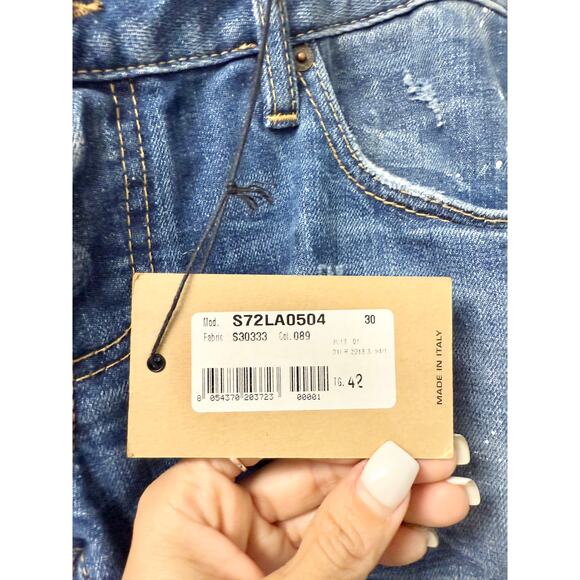 Mod. S72LA0504 30
Fabric S30333 Col. 089
TG. 42
8 054370 203723 00001
MADE IN ITALY